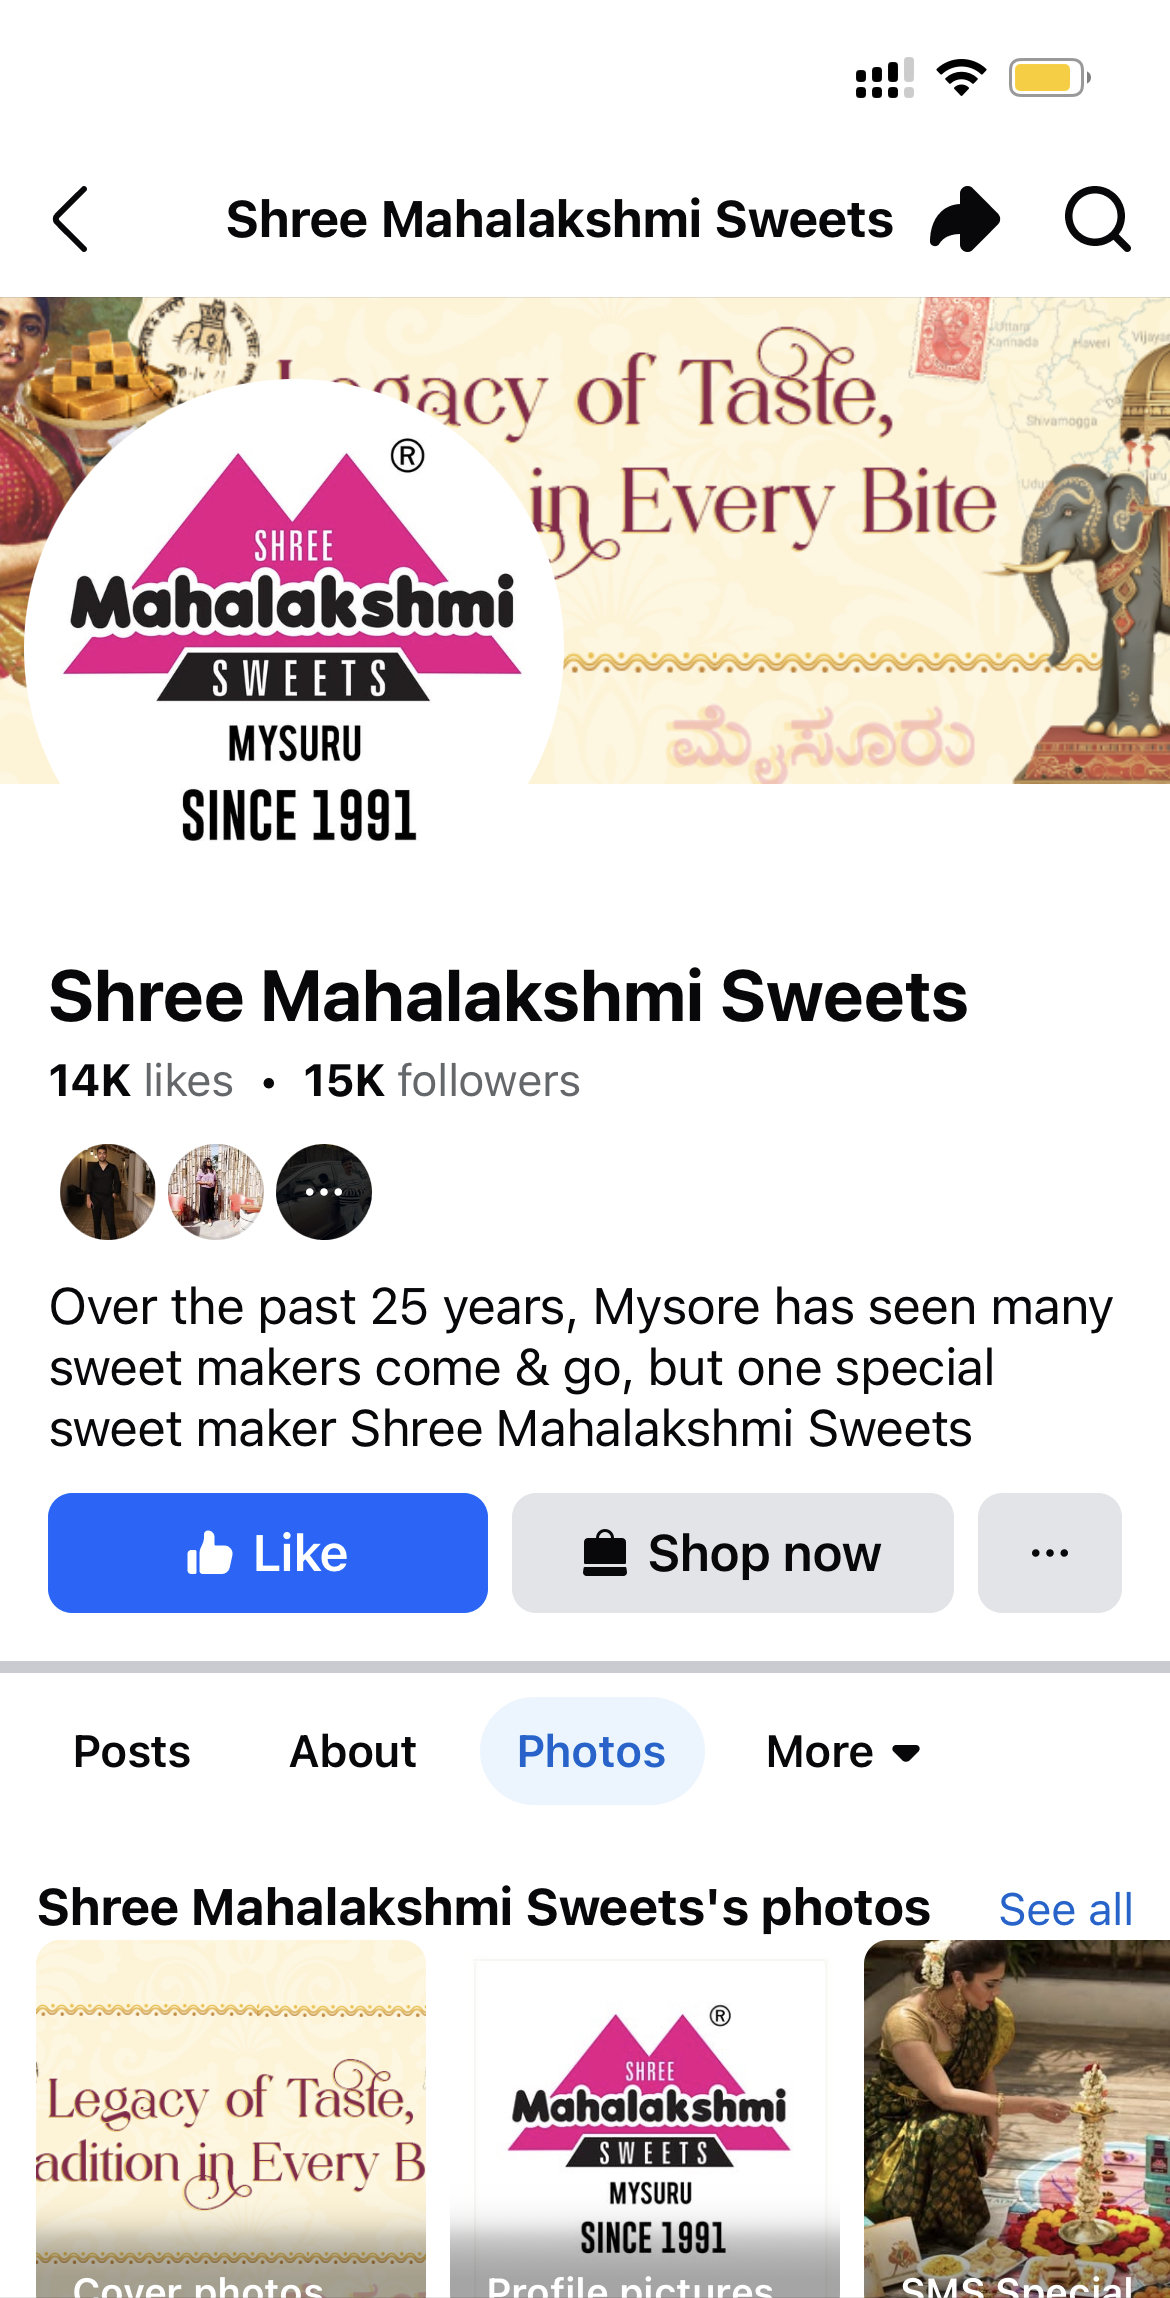 Shree Mahalakshmi Sweets
Legacy of Taste,
in Every Bite
Uttara
Kannada
Haveri
Shivamogga
®
SHREE
Mahalakshmi
SWEETS
MYSURU
SINCE 1991
ಮೈಸೂರು
Shree Mahalakshmi Sweets
14K likes • 15K followers
Over the past 25 years, Mysore has seen many
sweet makers come & go, but one special
sweet maker Shree Mahalakshmi Sweets
Like
Shop now
Posts About Photos More
Shree Mahalakshmi Sweets's photos See all
Legacy of Taste,
adition in Every B
Cover photos
®
SHREE
Mahalakshmi
SWEETS
MYSURU
SINCE 1991
Profile pictures
SMS Special